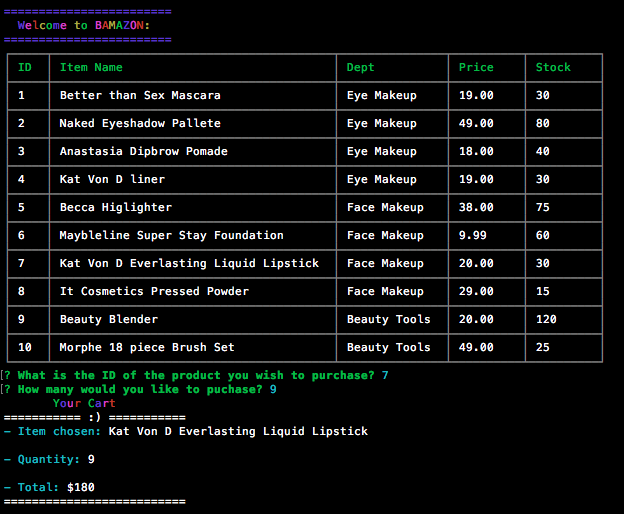 ========================
Welcome to BAMAZON:
========================
ID Item Name Dept Price Stock
1 Better than Sex Mascara Eye Makeup 19.00 30
2 Naked Eyeshadow Pallete Eye Makeup 49.00 80
3 Anastasia Dipbrow Pomade Eye Makeup 18.00 40
4 Kat Von D liner Eye Makeup 19.00 30
5 Becca Higlighter Face Makeup 38.00 75
6 Maybleline Super Stay Foundation Face Makeup 9.99 60
7 Kat Von D Everlasting Liquid Lipstick Face Makeup 20.00 30
8 It Cosmetics Pressed Powder Face Makeup 29.00 15
9 Beauty Blender Beauty Tools 20.00 120
10 Morphe 18 piece Brush Set Beauty Tools 49.00 25
[? What is the ID of the product you wish to purchase? 7
[? How many would you like to puchase? 9
Your Cart
=========== :) ===========
- Item chosen: Kat Von D Everlasting Liquid Lipstick
- Quantity: 9
- Total: $180
==========================